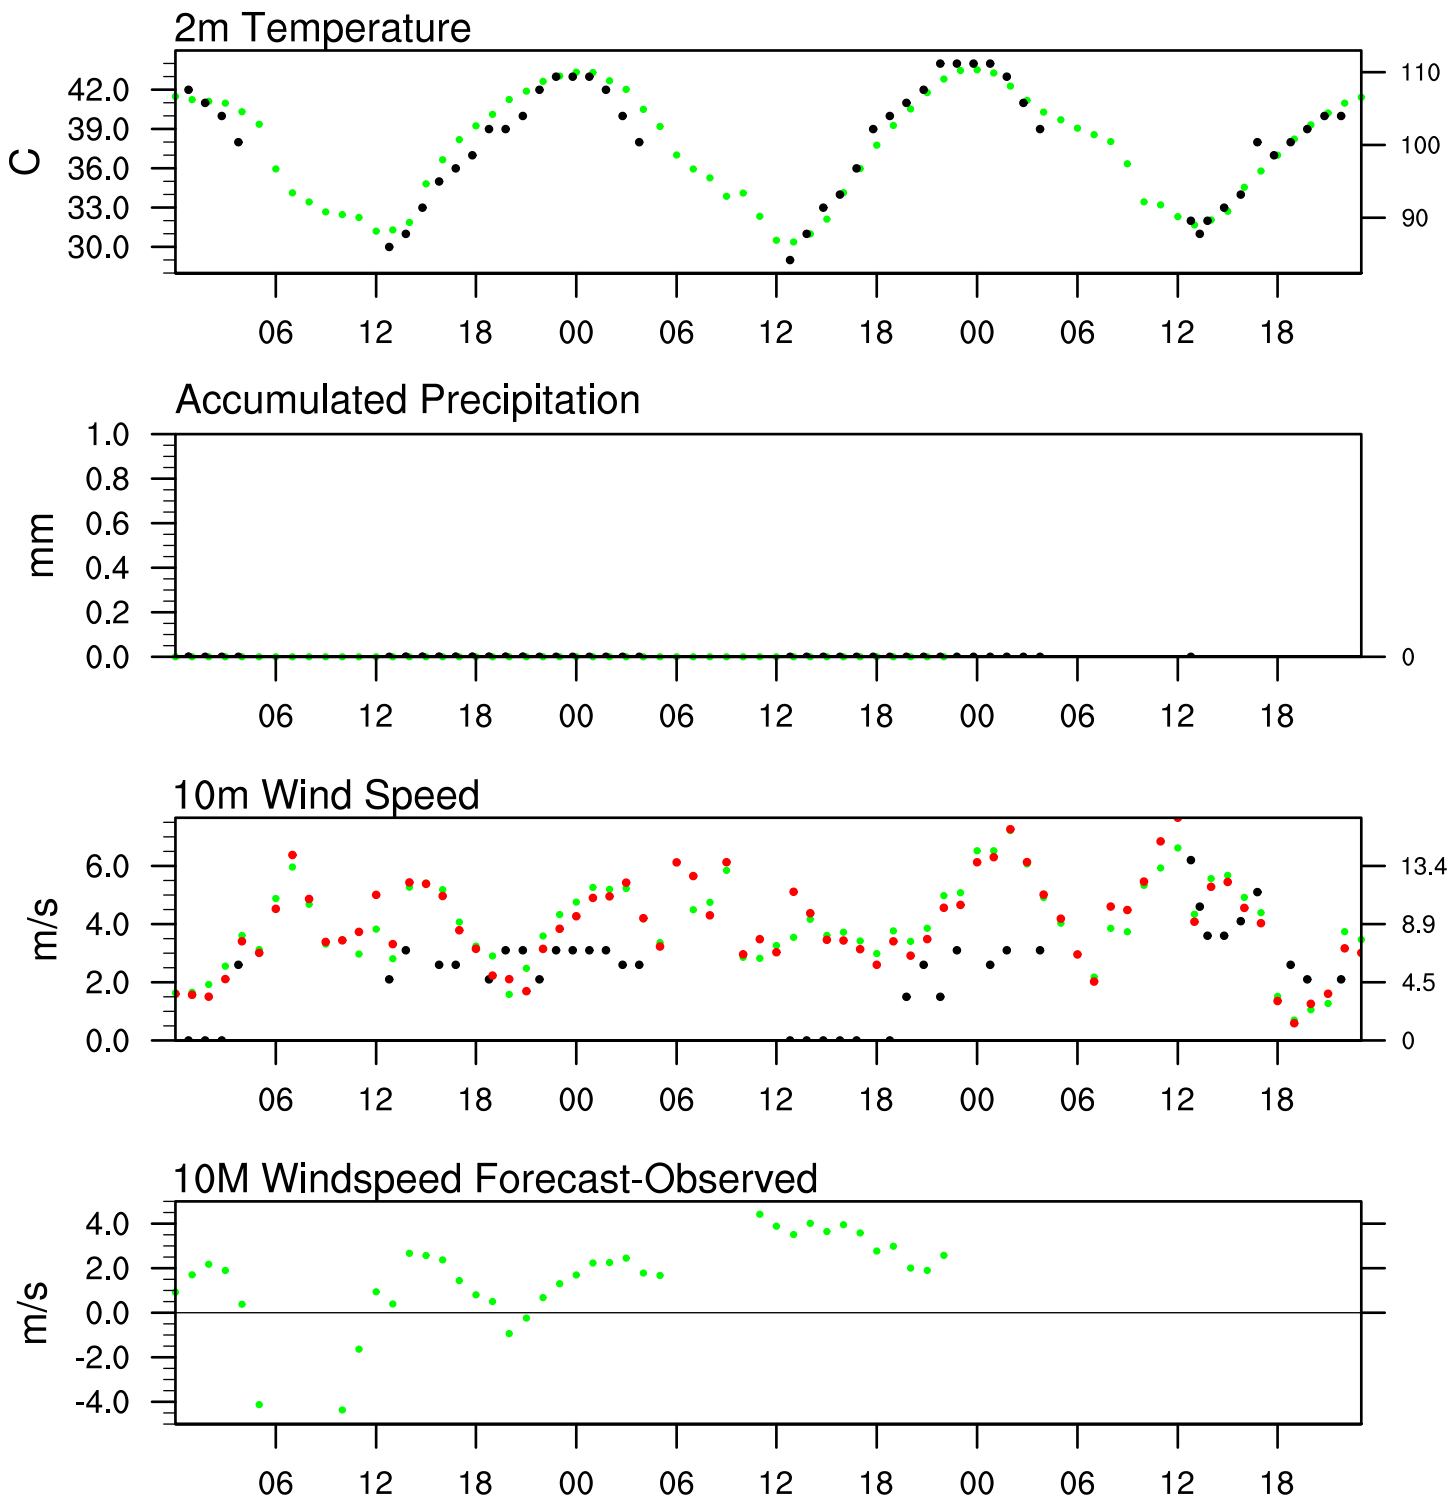 2m Temperature
42.0
39.0
36.0
33.0
30.0
C
110
100
90
06 12 18 00 06 12 18 00 06 12 18
Accumulated Precipitation
1.0
0.8
0.6
0.4
0.2
0.0
mm
0
06 12 18 00 06 12 18 00 06 12 18
10m Wind Speed
6.0
4.0
2.0
0.0
m/s
13.4
8.9
4.5
0
06 12 18 00 06 12 18 00 06 12 18
10M Windspeed Forecast-Observed
4.0
2.0
0.0
-2.0
-4.0
m/s
06 12 18 00 06 12 18 00 06 12 18